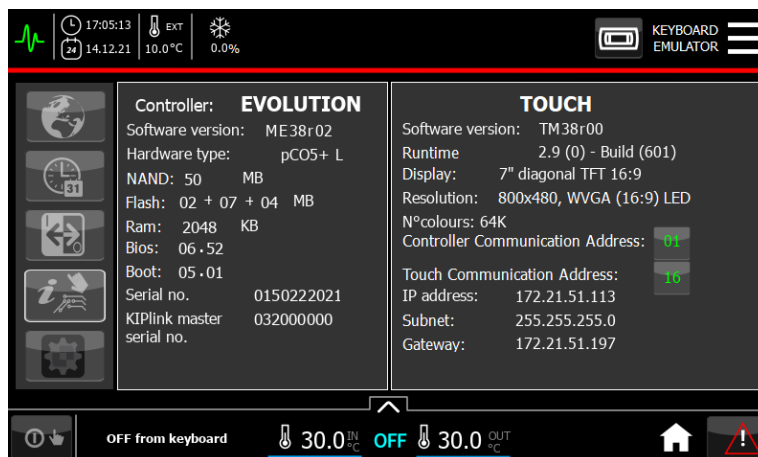 17:05:13 EXT
24 14.12.21 10.0°C 0.0%
KEYBOARD
EMULATOR
31
Controller: EVOLUTION
Software version: ME38r02
Hardware type: pCO5+ L
NAND: 50 MB
Flash: 02 + 07 + 04 MB
Ram: 2048 KB
Bios: 06.52
Boot: 05.01
Serial no. 0150222021
KIPlink master 032000000
serial no.
TOUCH
Software version: TM38r00
Runtime 2.9 (0) - Build (601)
Display: 7" diagonal TFT 16:9
Resolution: 800x480, WVGA (16:9) LED
N°colours: 64K
Controller Communication Address: 01
Touch Communication Address: 16
IP address: 172.21.51.113
Subnet: 255.255.255.0
Gateway: 172.21.51.197
OFF from keyboard 30.0 IN °C OFF 30.0 OUT °C